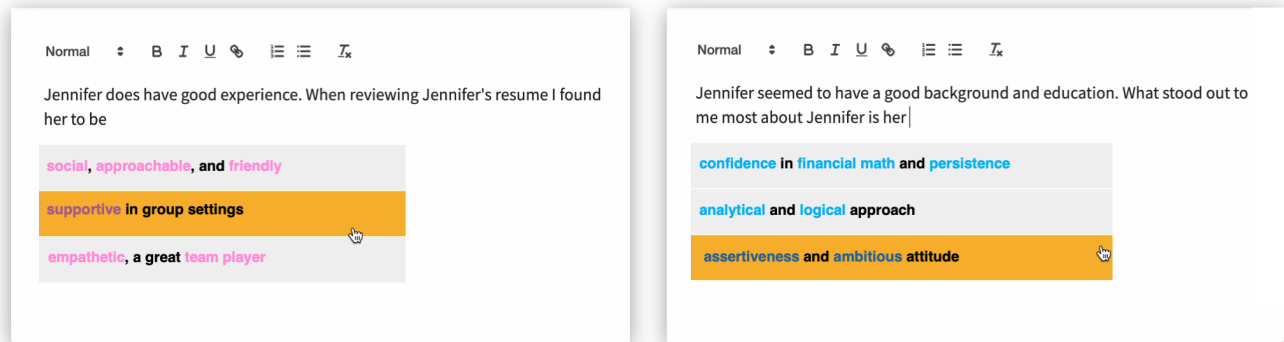 Normal B I U Tx
Jennifer does have good experience. When reviewing Jennifer's resume I found
her to be
social, approachable, and friendly
supportive in group settings
empathetic, a great team player
Normal B I U Tx
Jennifer seemed to have a good background and education. What stood out to
me most about Jennifer is her
confidence in financial math and persistence
analytical and logical approach
assertiveness and ambitious attitude